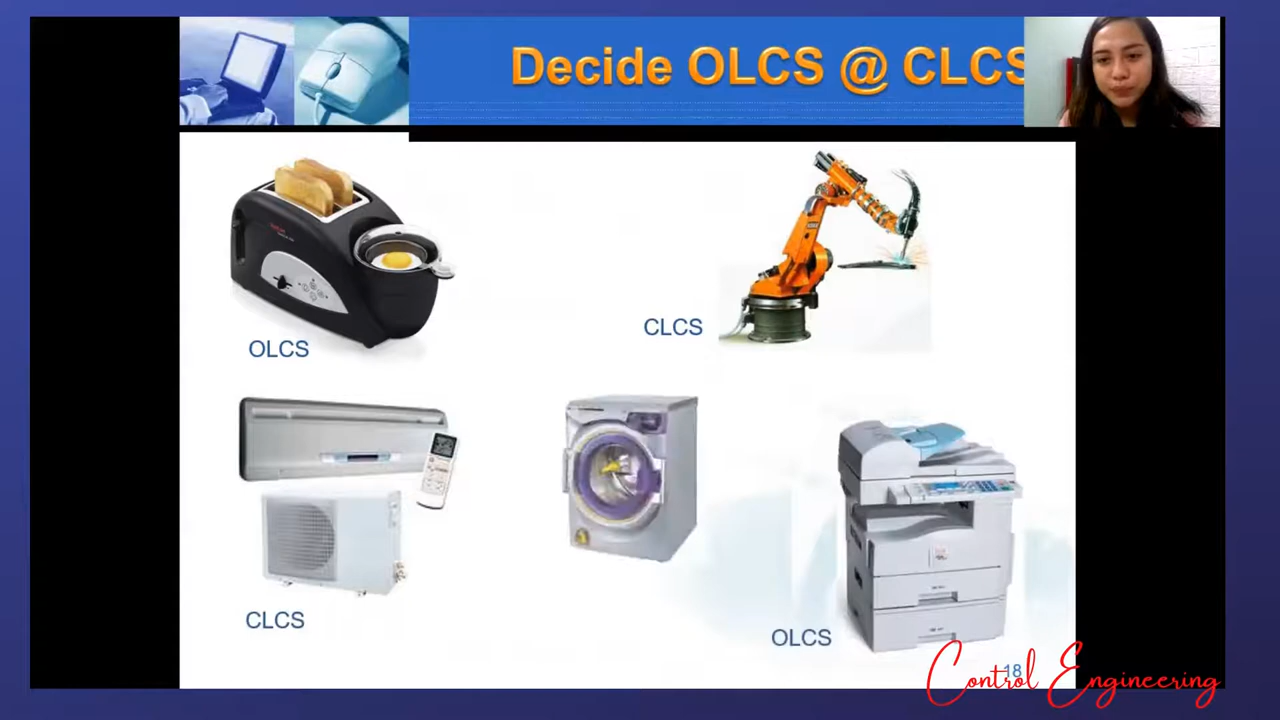 Decide OLCS @ CLCS
OLCS
CLCS
CLCS
OLCS
18
Control Engineering